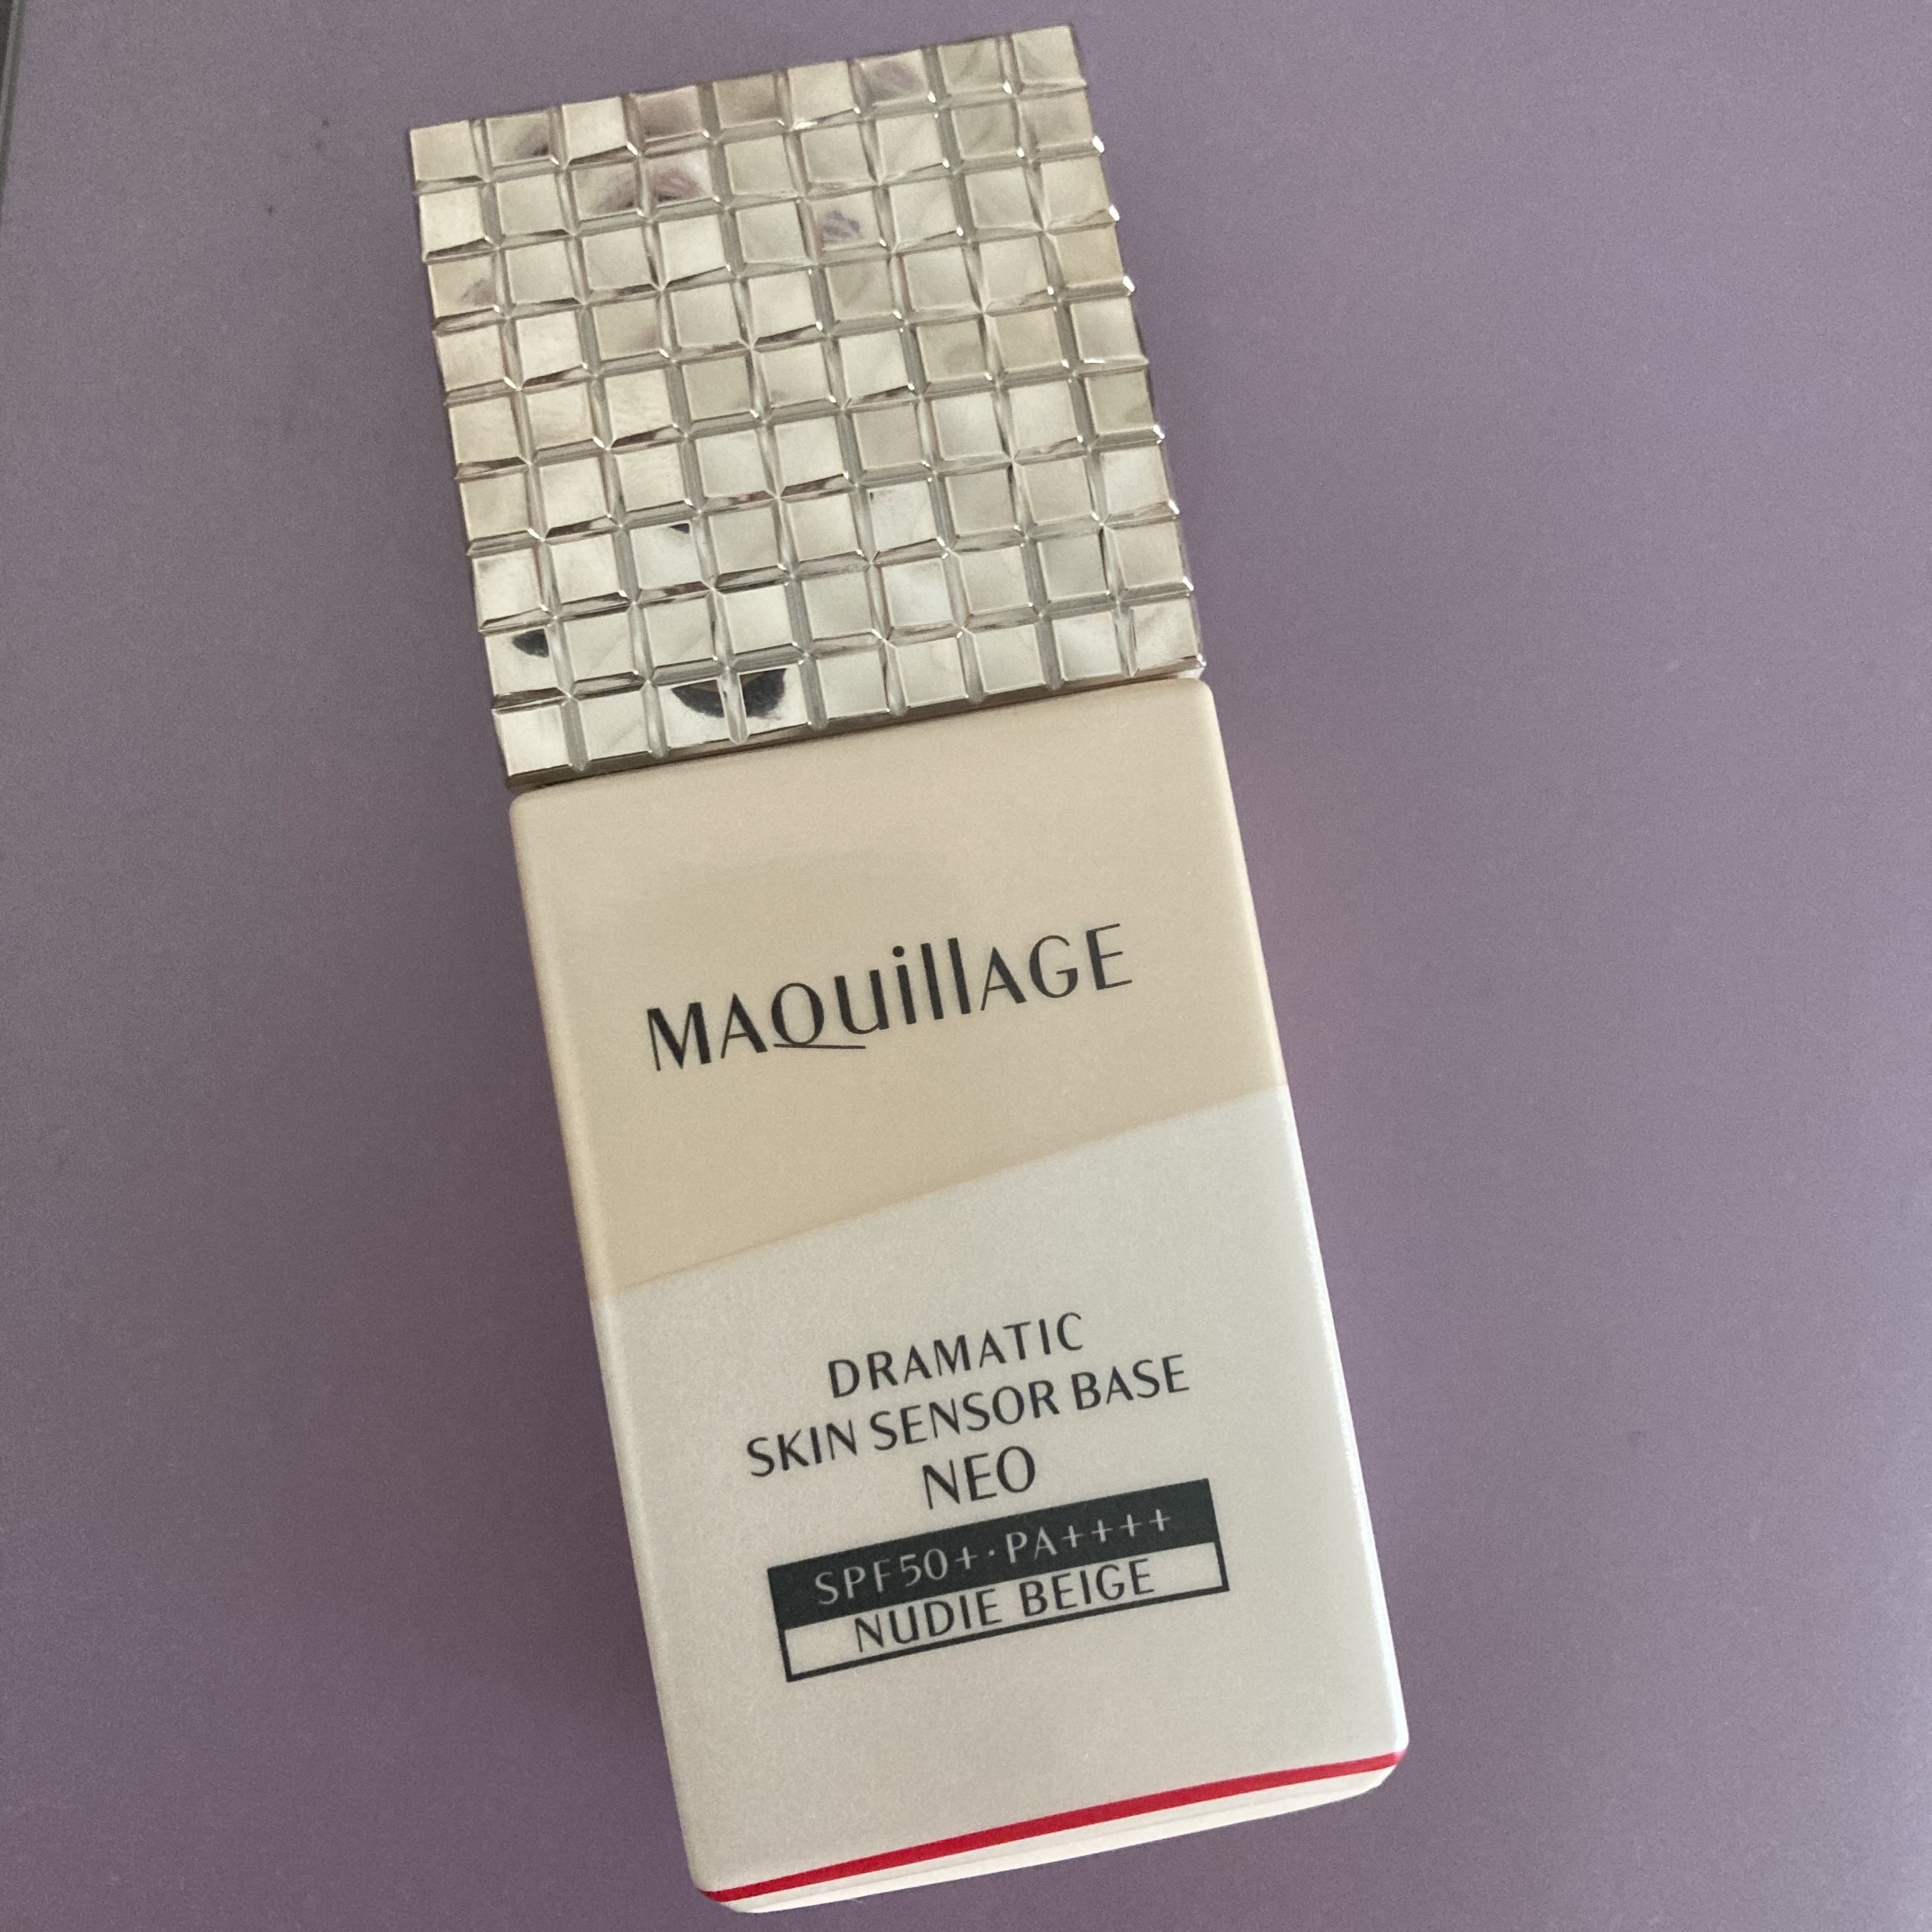 MAQuillAGE
DRAMATIC
SKIN SENSOR BASE
NEO
SPF50+・PA++++
NUDIE BEIGE